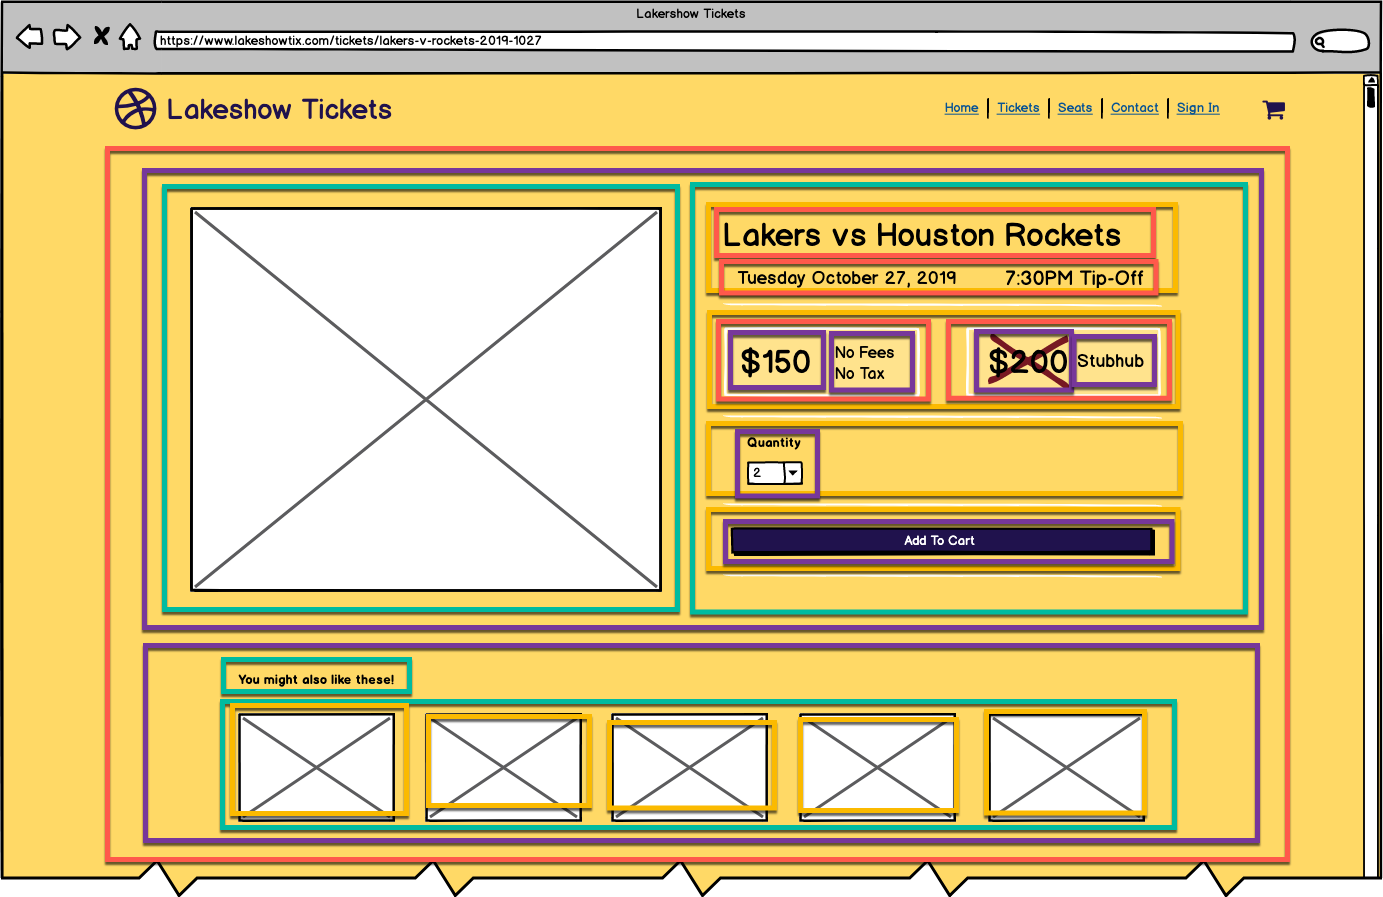 Lakershow Tickets
https://www.lakeshowtix.com/tickets/lakers-v-rockets-2019-1027
Lakeshow Tickets
Home | Tickets | Seats | Contact | Sign In
Lakers vs Houston Rockets
Tuesday October 27, 2019 7:30PM Tip-Off
$150
No Fees
No Tax
$200
Stubhub
Quantity
2
Add To Cart
You might also like these!